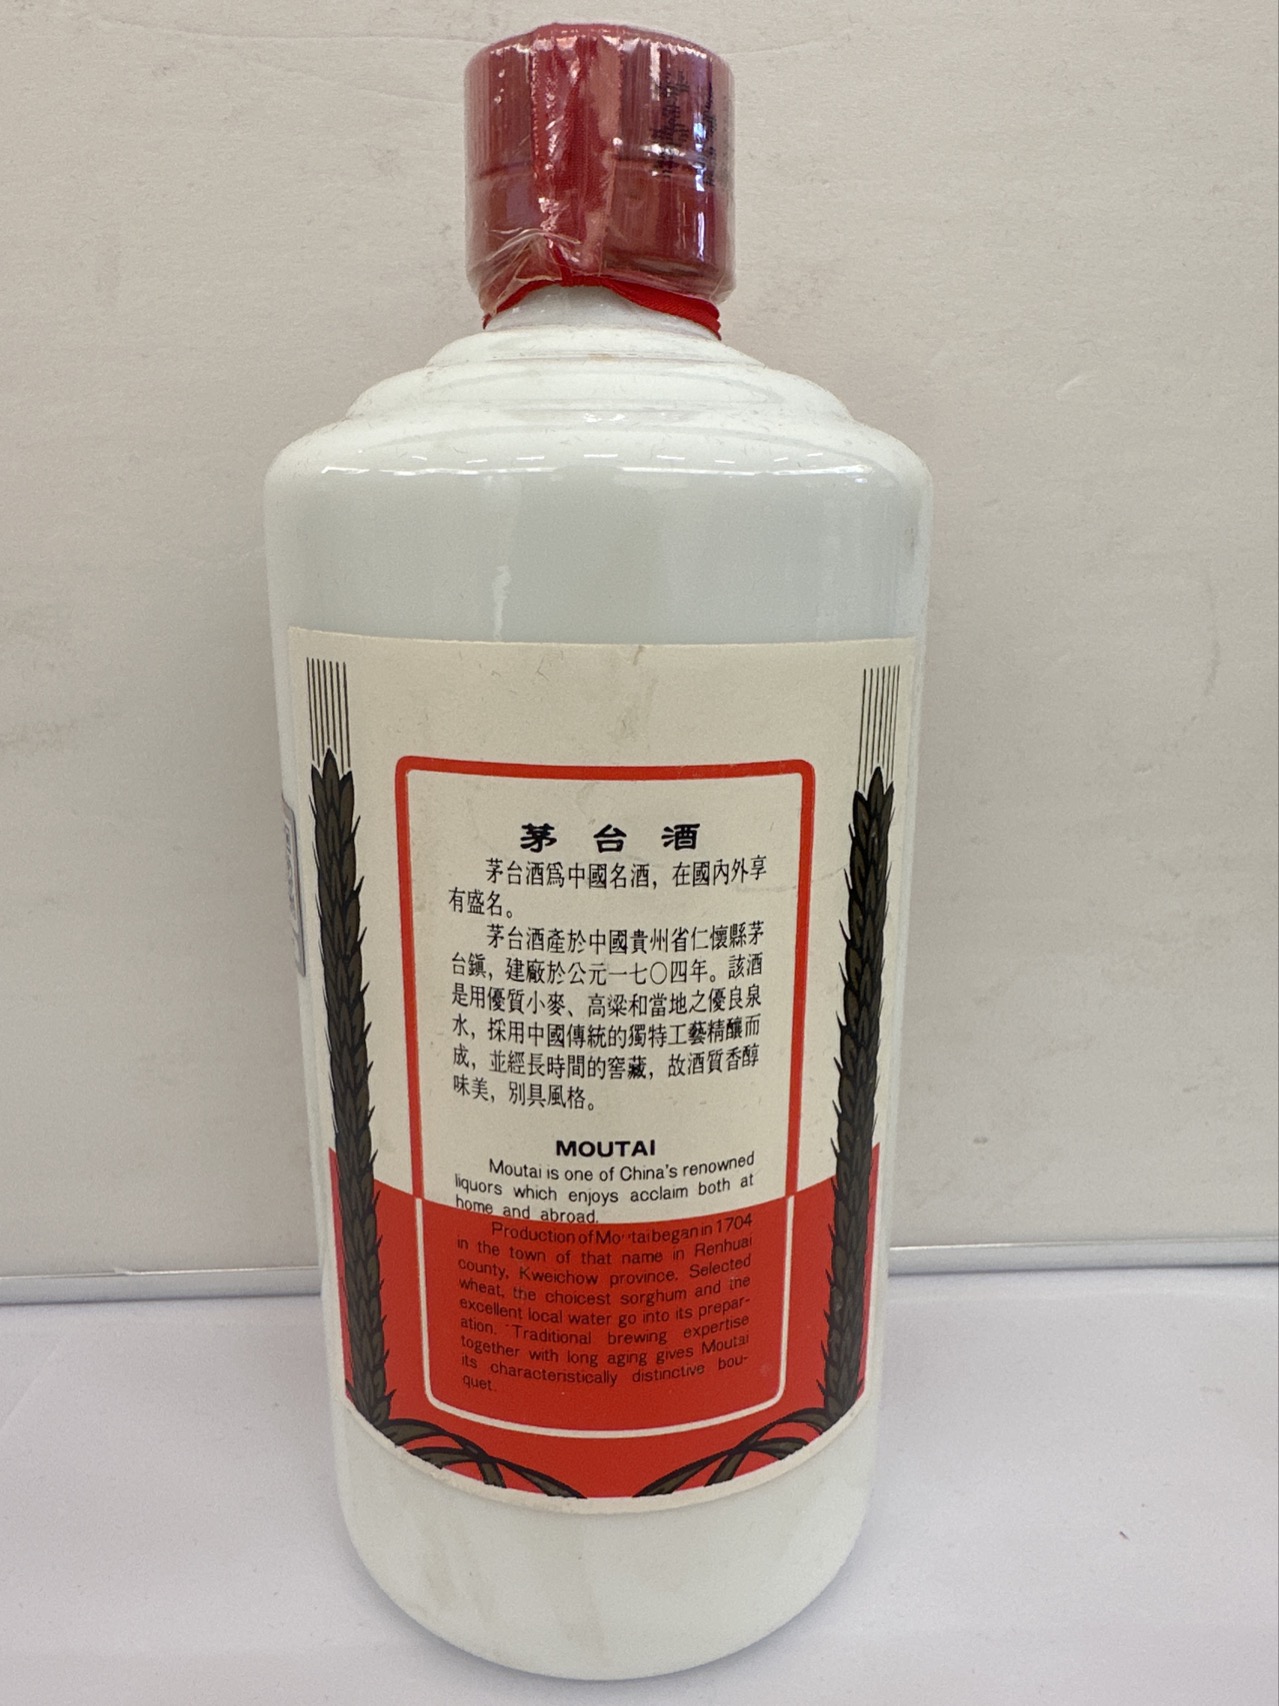 茅台酒
茅台酒爲中國名酒，在國內外享
有盛名。
茅台酒產於中國貴州省仁懷縣茅
台鎭，建廠於公元一七〇四年。該酒
是用優質小麥、高粱和當地之優良泉
水，採用中國傳統的獨特工藝精釀而
成，並經長時間的窖藏，故酒質香醇
味美，別具風格。
MOUTAI
Moutai is one of China's renowned
liquors which enjoys acclaim both at
home and abroad.
Production of Moutai began in 1704
in the town of that name in Renhuai
county, Kweichow province. Selected
wheat, the choicest sorghum and the
excellent local water go into its prepar-
ation. Traditional brewing expertise
together with long aging gives Moutai
its characteristically distinctive bou-
quet.